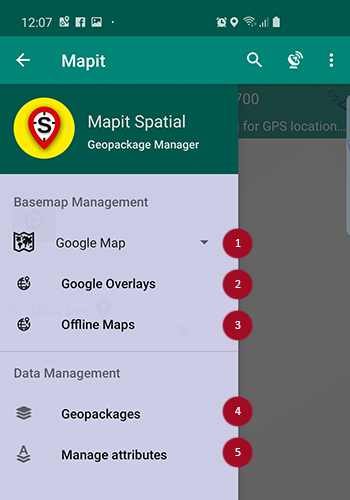 12:07
Mapit
700
g for GPS location...
S
Mapit Spatial
Geopackage Manager
Basemap Management
Google Map 1
Google Overlays 2
Offline Maps 3
Data Management
Geopackages 4
A Manage attributes 5